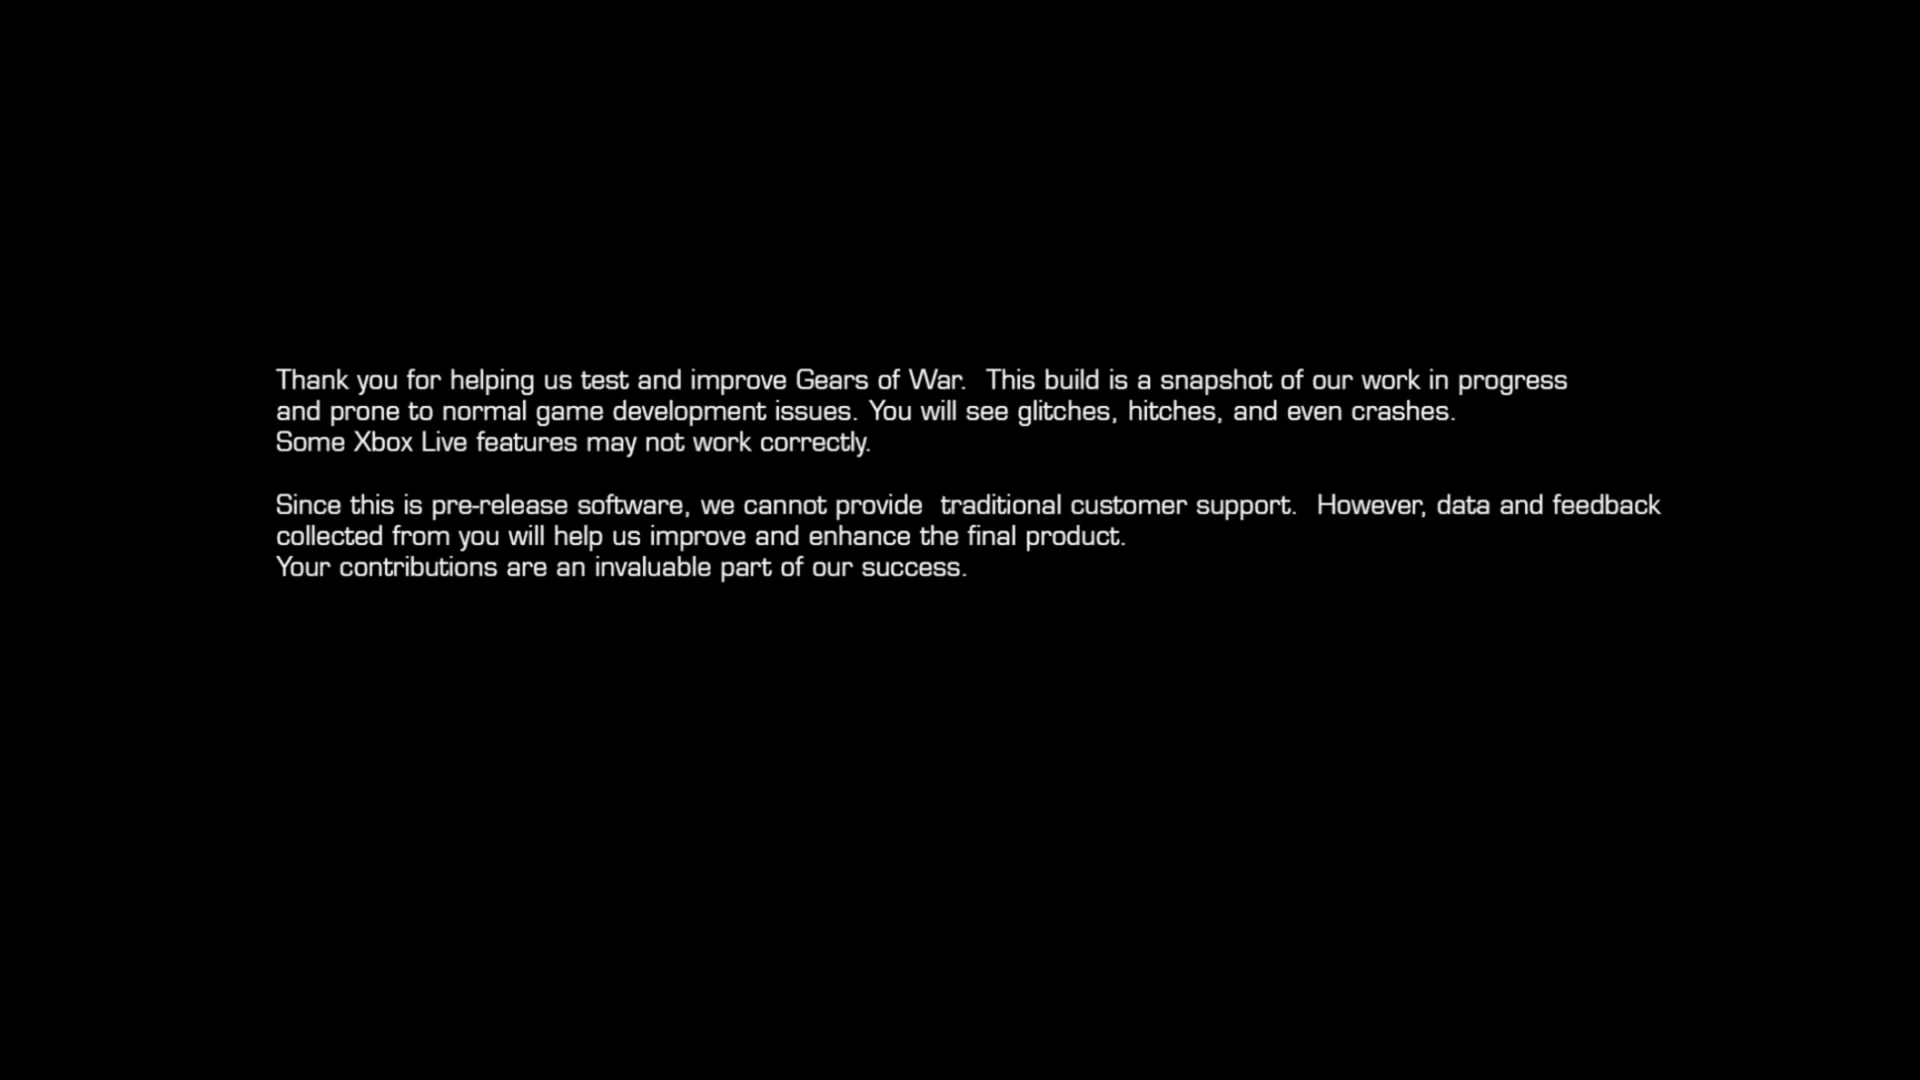 Thank you for helping us test and improve Gears of War.  This build is a snapshot of our work in progress
and prone to normal game development issues. You will see glitches, hitches, and even crashes.
Some Xbox Live features may not work correctly.
Since this is pre-release software, we cannot provide  traditional customer support.  However, data and feedback
collected from you will help us improve and enhance the final product.
Your contributions are an invaluable part of our success.